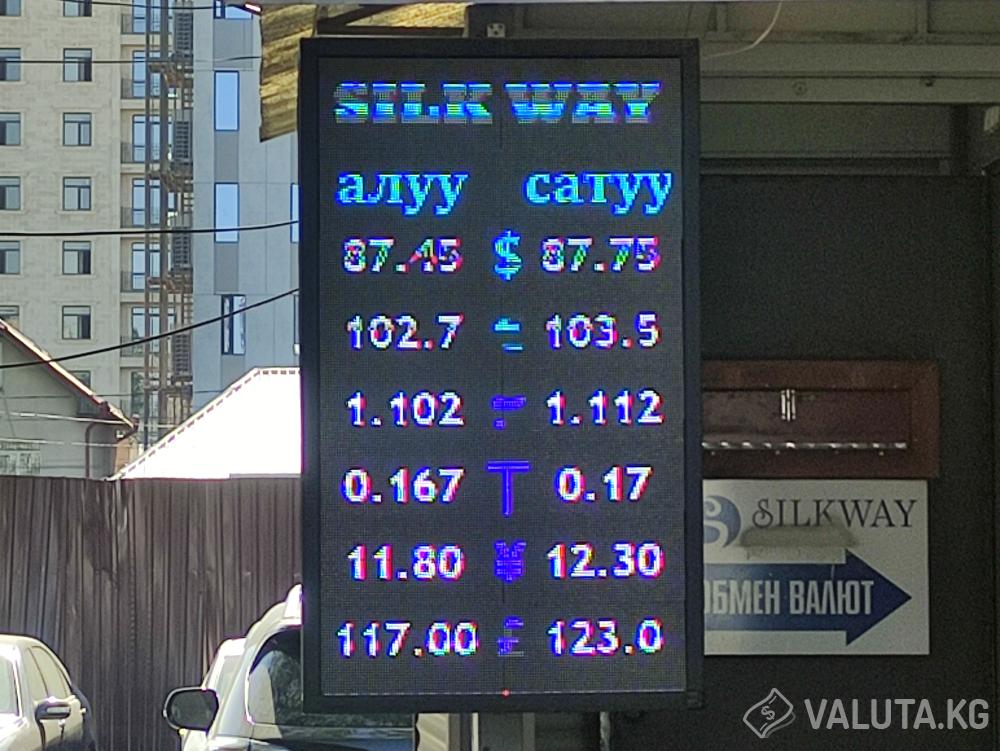 SILK WAY
алуу сатуу
87.45 $ 87.75
102.7 103.5
1.102 1.112
0.167 ₸ 0.17
11.80 ¥ 12.30
117.00 £ 123.0
SILKWAY
ОБМЕН ВАЛЮТ
VALUTA.KG